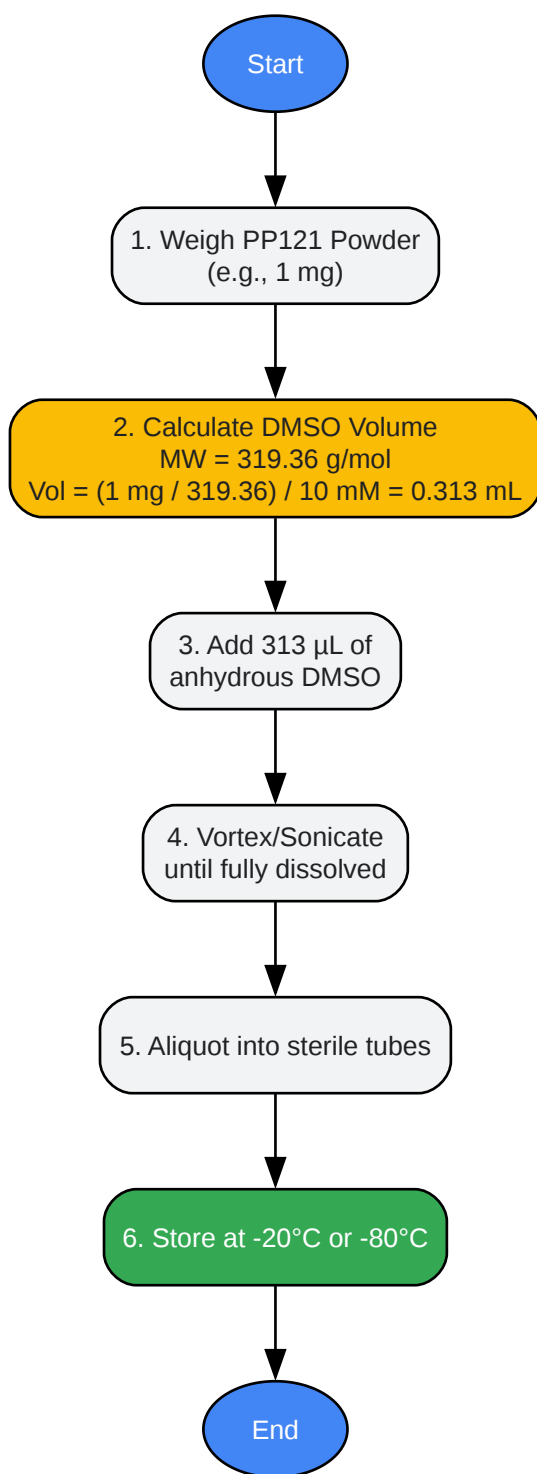 Start
1. Weigh PP121 Powder
(e.g., 1 mg)
2. Calculate DMSO Volume
MW = 319.36 g/mol
Vol = (1 mg / 319.36) / 10 mM = 0.313 mL
3. Add 313 µL of
anhydrous DMSO
4. Vortex/Sonicate
until fully dissolved
5. Aliquot into sterile tubes
6. Store at -20°C or -80°C
End